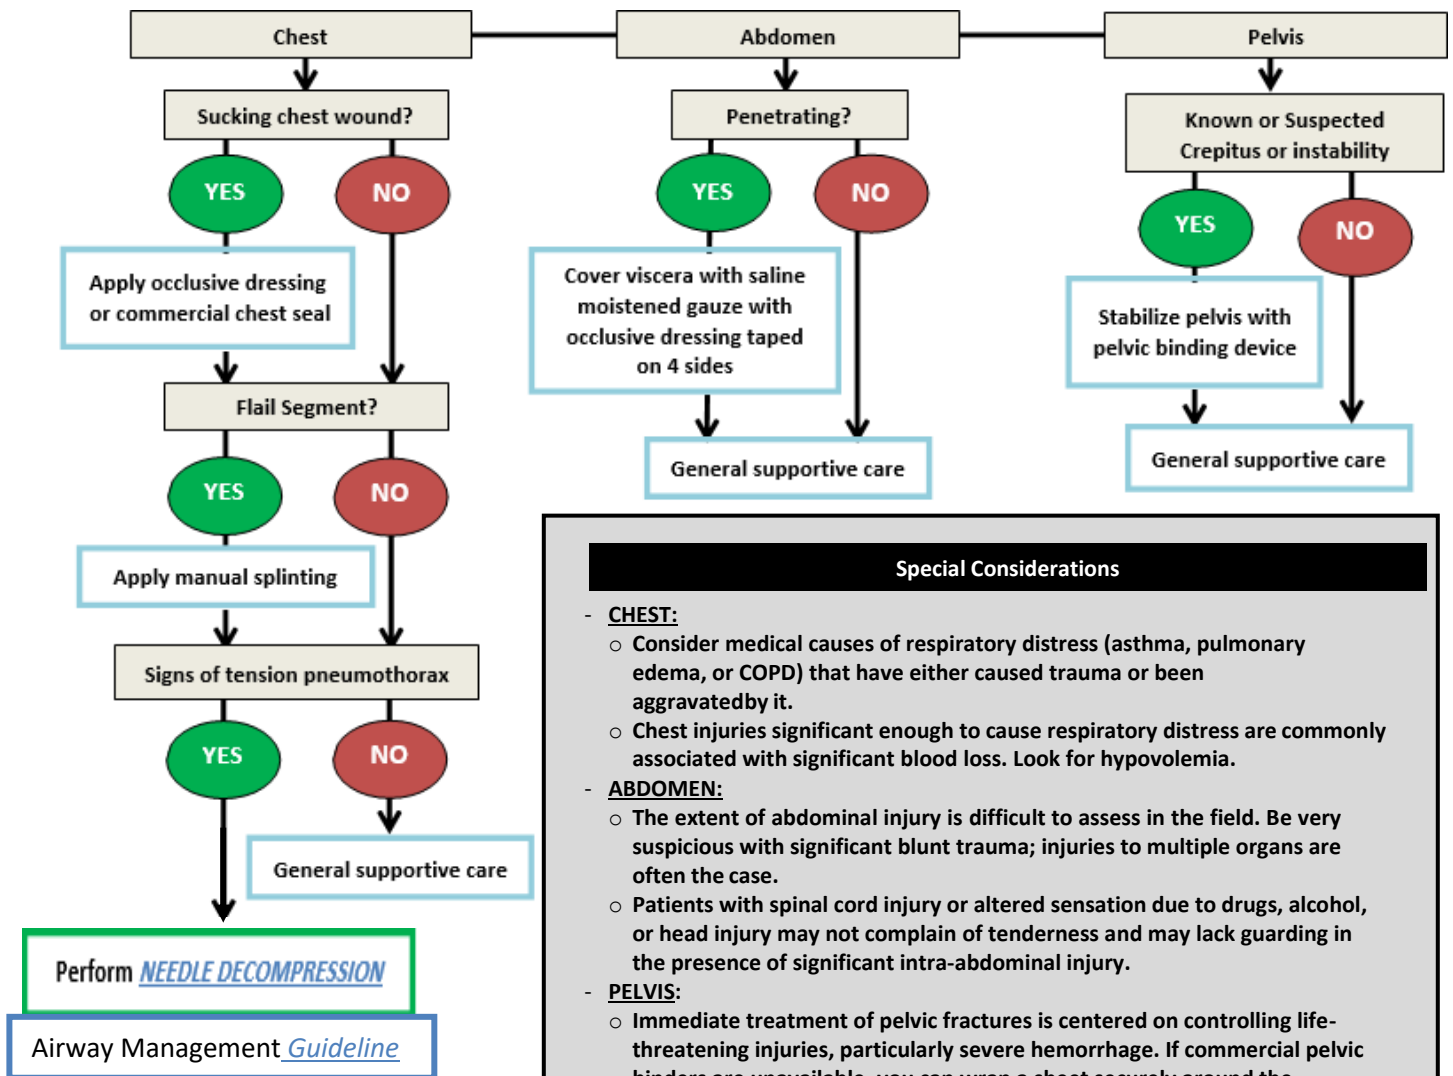 Chest
Abdomen
Pelvis
Sucking chest wound?
YES
NO
Apply occlusive dressing
or commercial chest seal
Flail Segment?
YES
NO
Apply manual splinting
Signs of tension pneumothorax
YES
NO
General supportive care
Perform NEEDLE DECOMPRESSION
Airway Management Guideline
Penetrating?
YES
NO
Cover viscera with saline
moistened gauze with
occlusive dressing taped
on 4 sides
General supportive care
Known or Suspected
Crepitus or instability
YES
NO
Stabilize pelvis with
pelvic binding device
General supportive care
Special Considerations
- CHEST:
o Consider medical causes of respiratory distress (asthma, pulmonary
edema, or COPD) that have either caused trauma or been
aggravatedby it.
o Chest injuries significant enough to cause respiratory distress are commonly
associated with significant blood loss. Look for hypovolemia.
- ABDOMEN:
o The extent of abdominal injury is difficult to assess in the field. Be very
suspicious with significant blunt trauma; injuries to multiple organs are
often the case.
o Patients with spinal cord injury or altered sensation due to drugs, alcohol,
or head injury may not complain of tenderness and may lack guarding in
the presence of significant intra-abdominal injury.
- PELVIS:
o Immediate treatment of pelvic fractures is centered on controlling life-
threatening injuries, particularly severe hemorrhage. If commercial pelvic
binders are unavailable, you can wrap a sheet securely around the